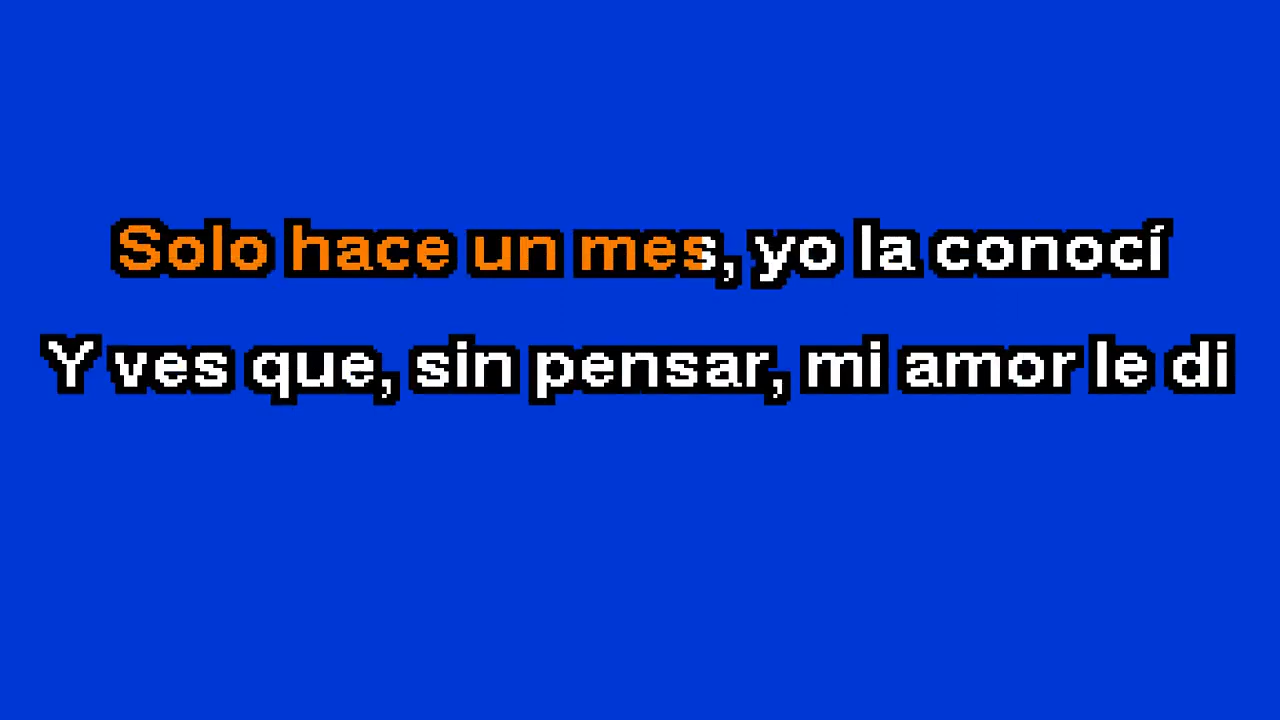 Solo hace un mes, yo la conocí
Y ves que, sin pensar, mi amor le di